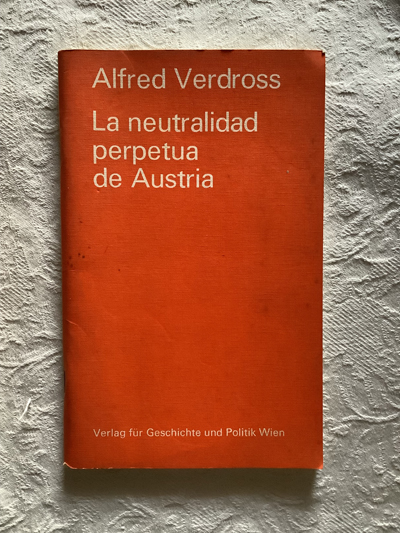 Alfred Verdross
La neutralidad
perpetua
de Austria
Verlag für Geschichte und Politik Wien